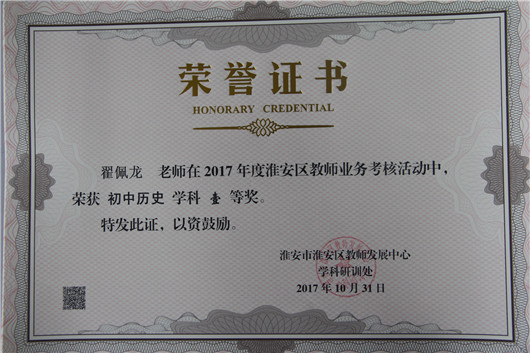 荣誉证书
HONORARY CREDENTIAL
翟佩龙 老师在2017年度淮安区教师业务考核活动中，
荣获 初中历史 学科 壹 等奖。
特发此证，以资鼓励。
淮安市淮安区教师发展中心
学科研训处
2017年10月31日